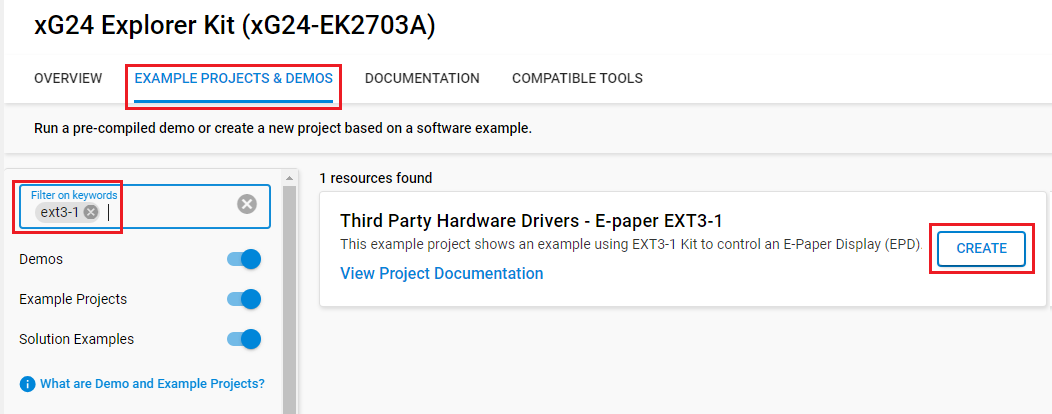 xG24 Explorer Kit (xG24-EK2703A)
OVERVIEW EXAMPLE PROJECTS & DEMOS DOCUMENTATION COMPATIBLE TOOLS
Run a pre-compiled demo or create a new project based on a software example.
Filter on keywords
ext3-1
Demos
Example Projects
Solution Examples
What are Demo and Example Projects?
1 resources found
Third Party Hardware Drivers - E-paper EXT3-1
This example project shows an example using EXT3-1 Kit to control an E-Paper Display (EPD).
View Project Documentation
CREATE